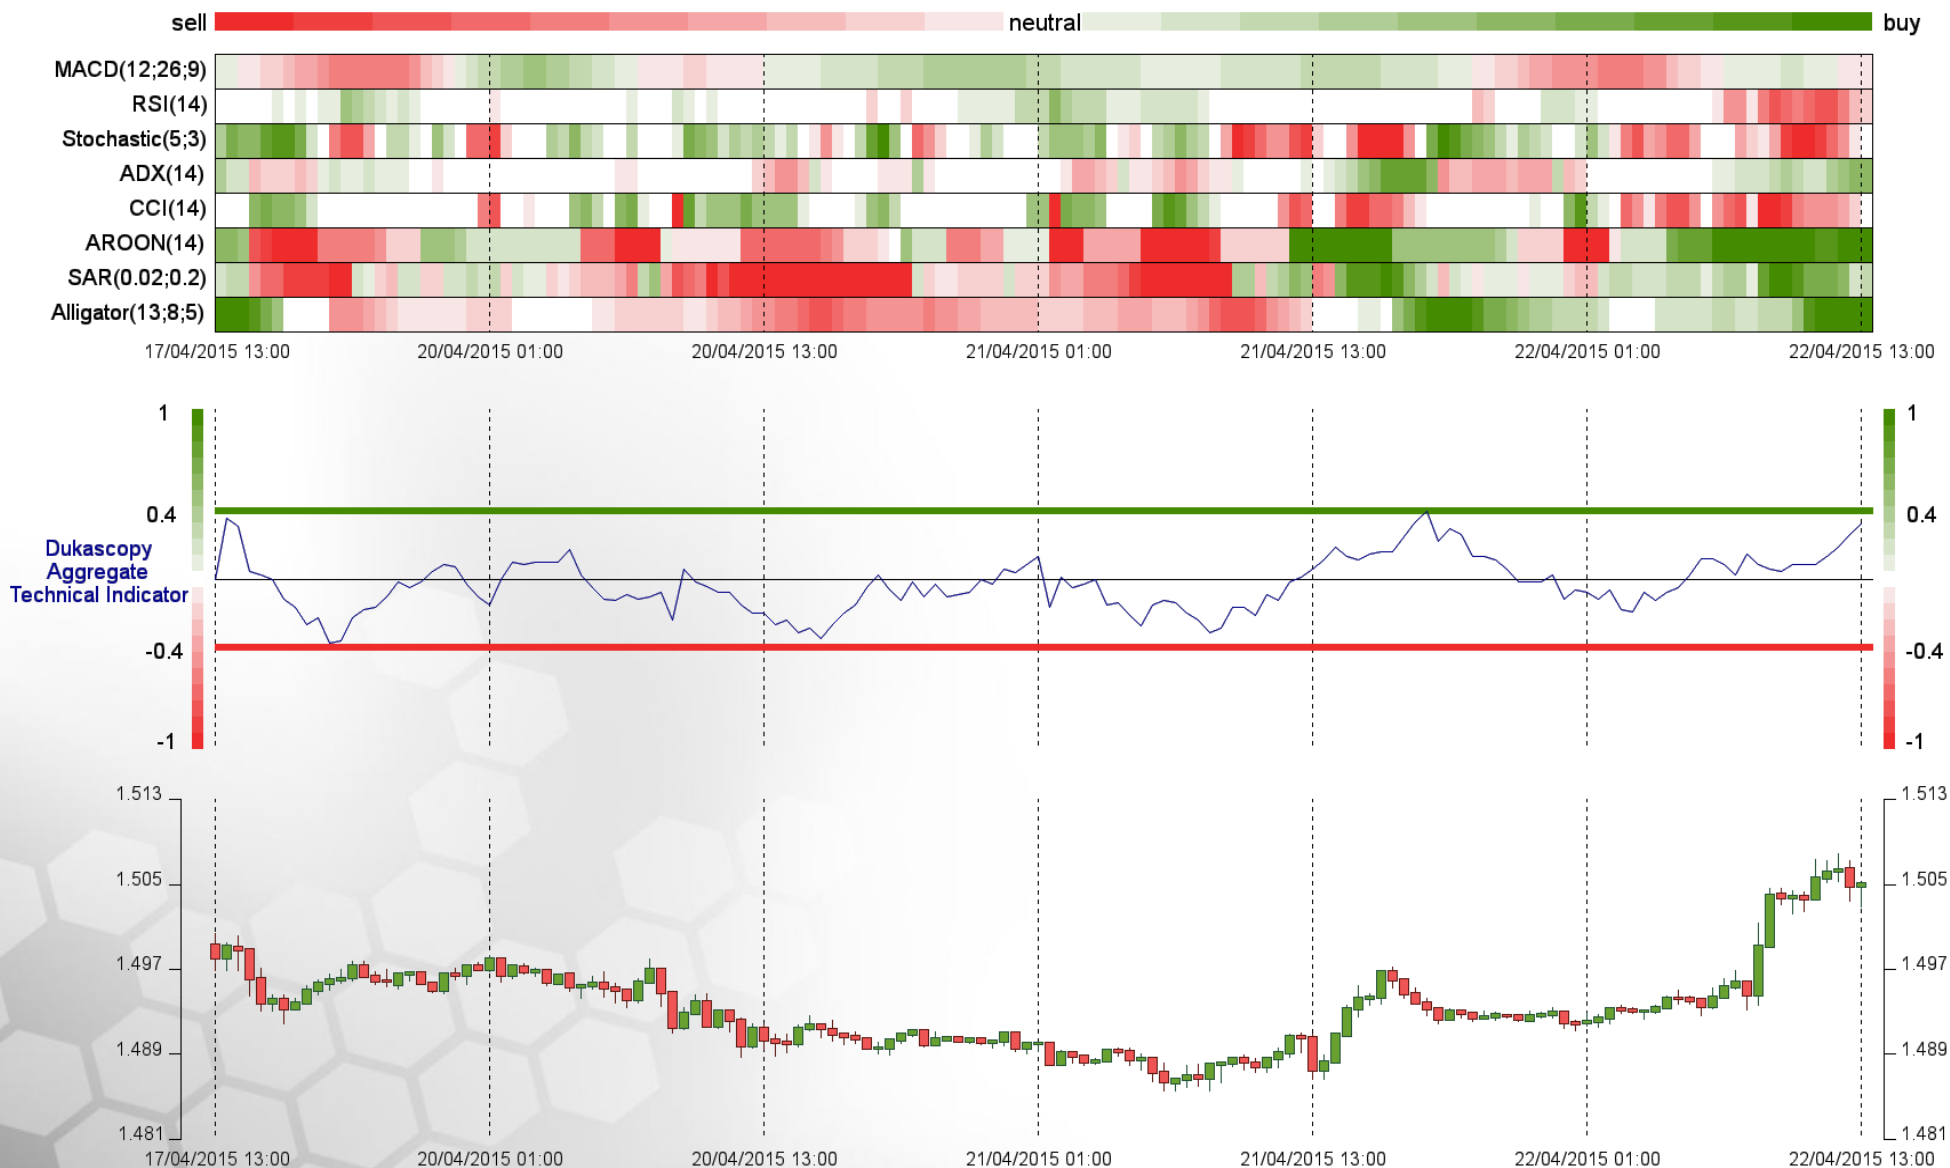 sell neutral buy
MACD(12;26;9)
RSI(14)
Stochastic(5;3)
ADX(14)
CCI(14)
AROON(14)
SAR(0.02;0.2)
Alligator(13;8;5)
17/04/2015 13:00 20/04/2015 01:00 20/04/2015 13:00 21/04/2015 01:00 21/04/2015 13:00 22/04/2015 01:00 22/04/2015 13:00
1 1
0.4 0.4
Dukascopy
Aggregate
Technical Indicator
-0.4 -0.4
-1 -1
1.513 1.513
1.505 1.505
1.497 1.497
1.489 1.489
1.481 1.481
17/04/2015 13:00 20/04/2015 01:00 20/04/2015 13:00 21/04/2015 01:00 21/04/2015 13:00 22/04/2015 01:00 22/04/2015 13:00